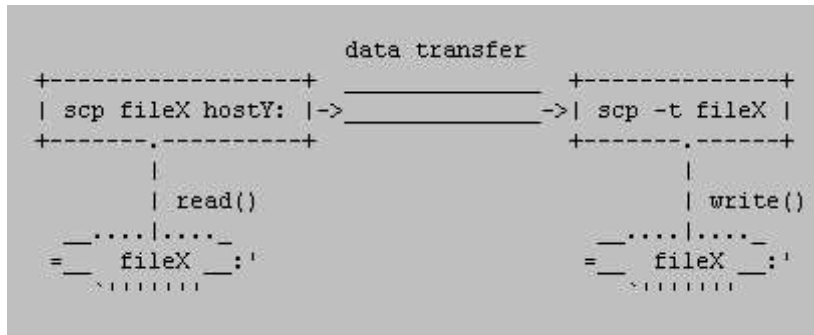 data transfer
scp fileX hostY: |->
->| scp -t fileX
read()
write()
fileX
fileX